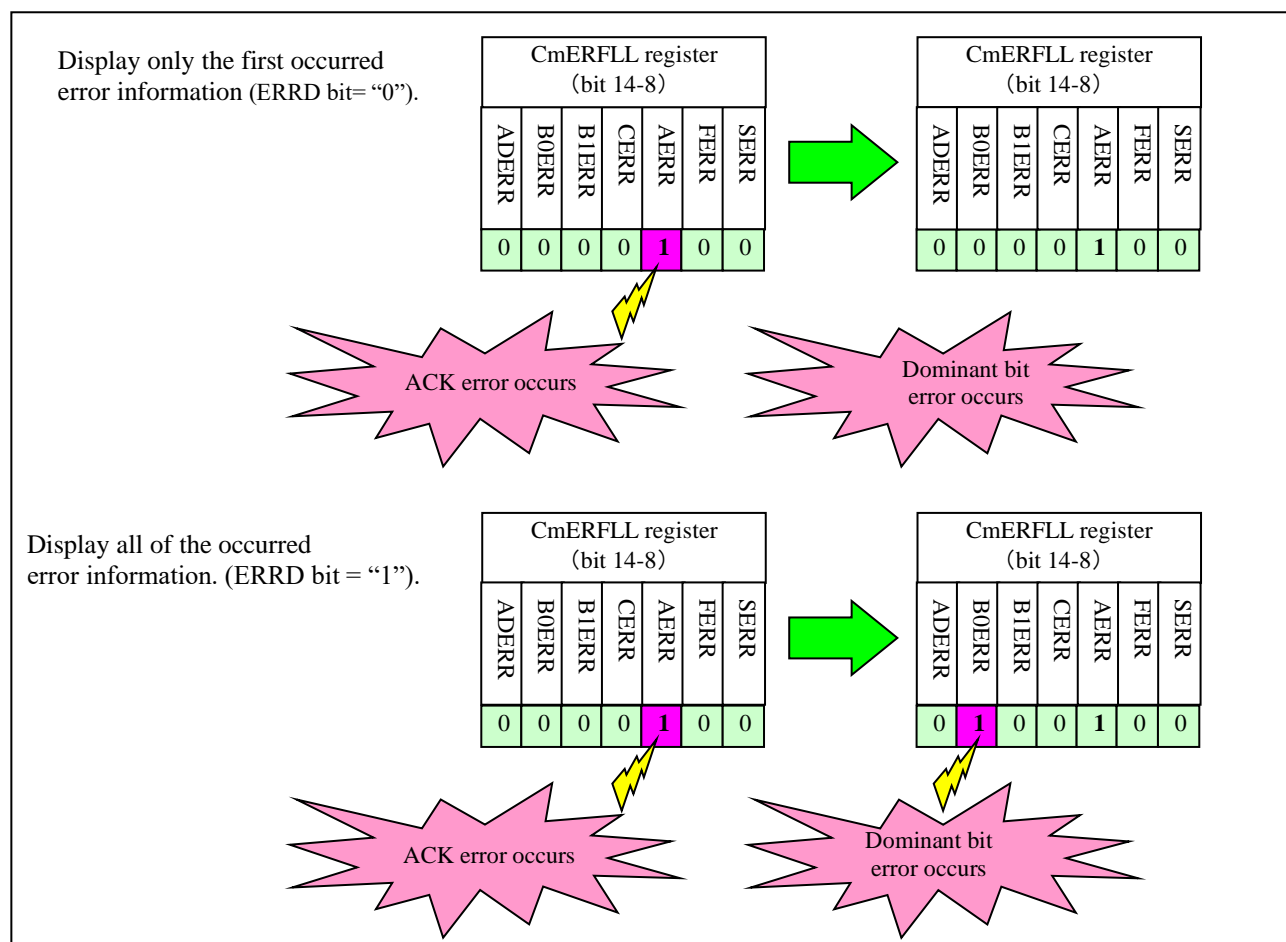 Display only the first occurred
error information (ERRD bit= “0”).
CmERFLL register
（bit 14-8）
ADERR
B0ERR
B1ERR
CERR
AERR
FERR
SERR
0 0 0 0 1 0 0
CmERFLL register
（bit 14-8）
ADERR
B0ERR
B1ERR
CERR
AERR
FERR
SERR
0 0 0 0 1 0 0
ACK error occurs
Dominant bit
error occurs
Display all of the occurred
error information. (ERRD bit = “1”).
CmERFLL register
（bit 14-8）
ADERR
B0ERR
B1ERR
CERR
AERR
FERR
SERR
0 0 0 0 1 0 0
CmERFLL register
（bit 14-8）
ADERR
B0ERR
B1ERR
CERR
AERR
FERR
SERR
0 1 0 0 1 0 0
ACK error occurs
Dominant bit
error occurs